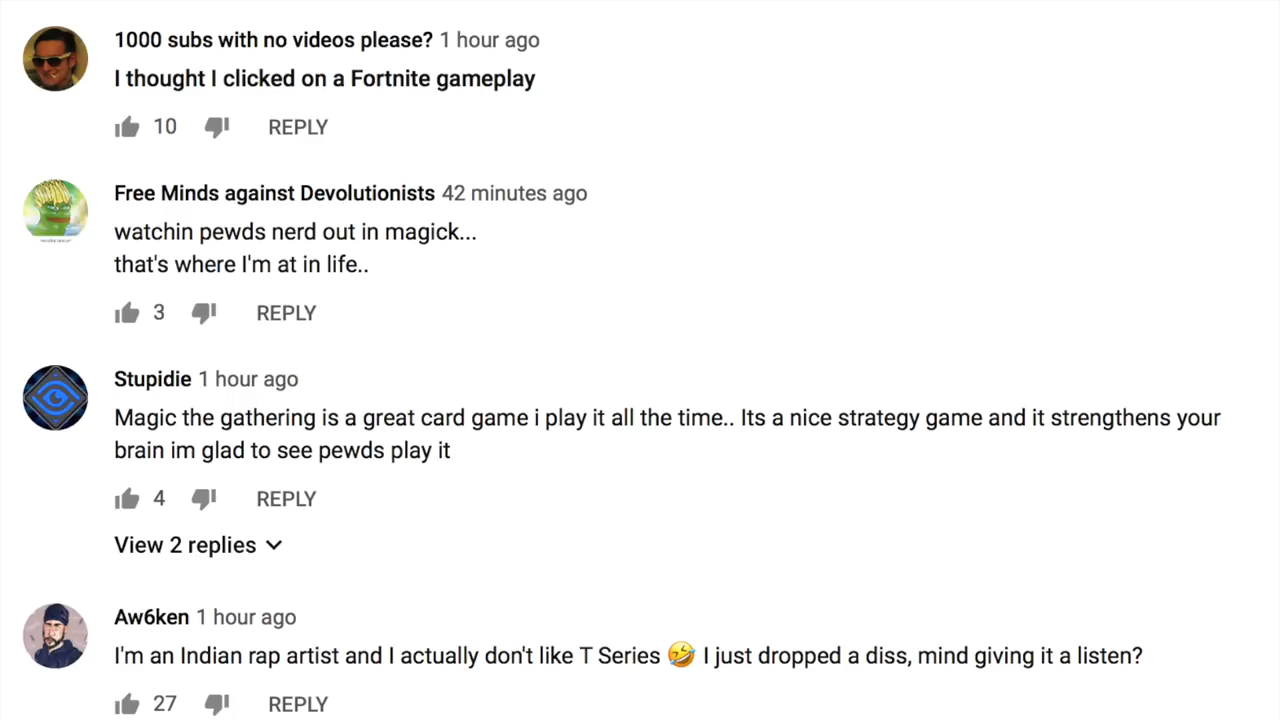 1000 subs with no videos please? 1 hour ago
I thought I clicked on a Fortnite gameplay
10 REPLY
Free Minds against Devolutionists 42 minutes ago
watchin pewds nerd out in magick...
that's where I'm at in life..
3 REPLY
Stupidie 1 hour ago
Magic the gathering is a great card game i play it all the time.. Its a nice strategy game and it strengthens your
brain im glad to see pewds play it
4 REPLY
View 2 replies
Aw6ken 1 hour ago
I'm an Indian rap artist and I actually don't like T Series 🤣 I just dropped a diss, mind giving it a listen?
27 REPLY